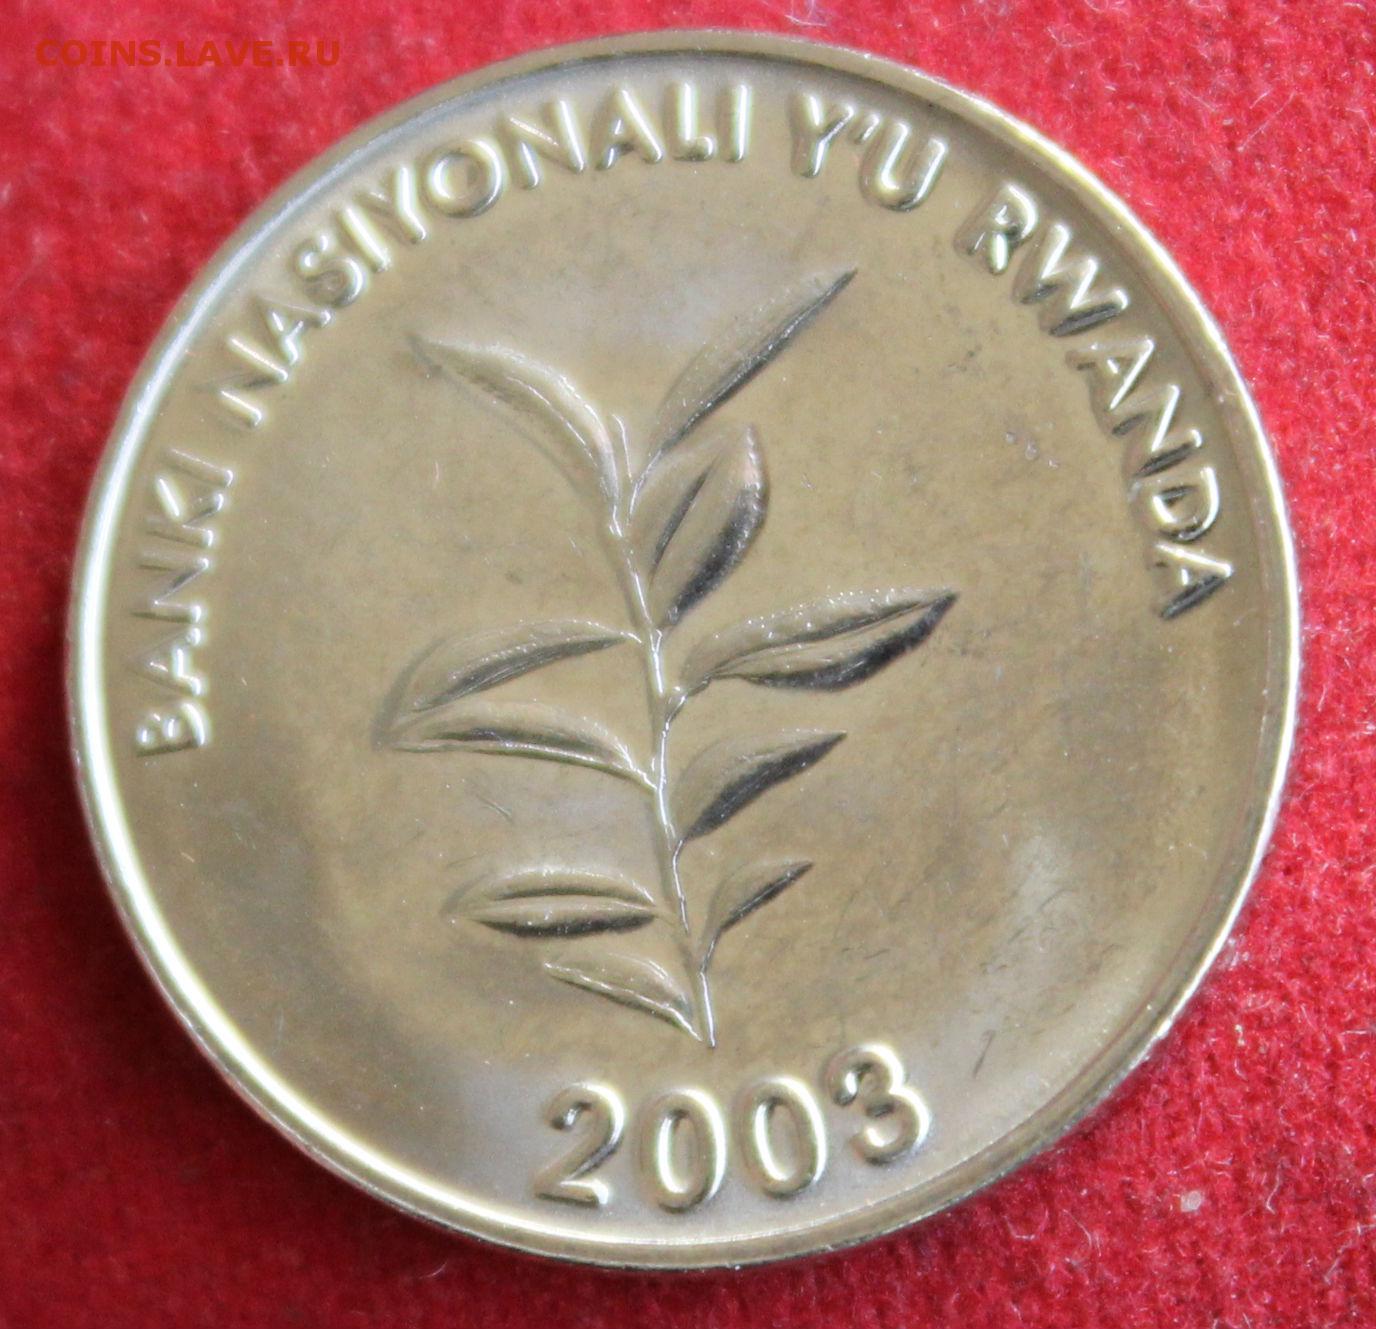 COINS.LAVE.RU
BANKI NASIYONALI Y'U RWANDA
2003